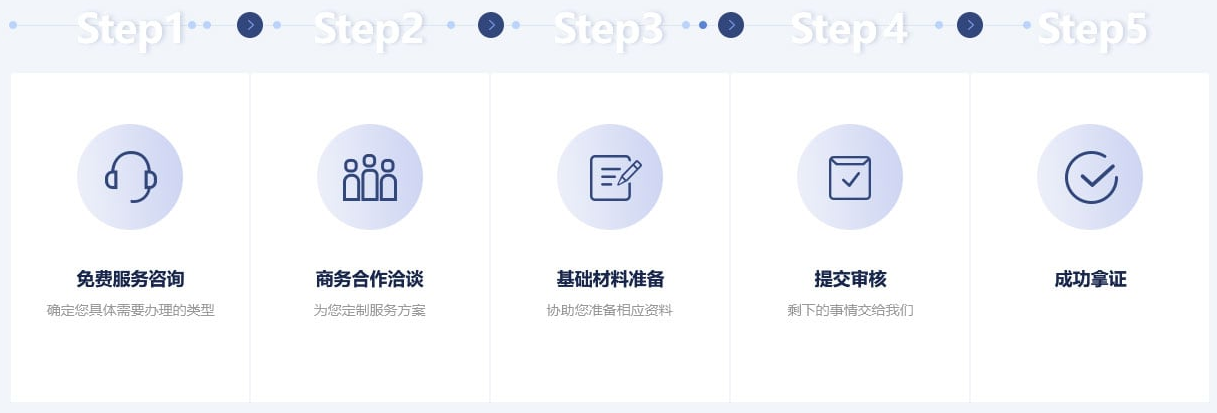 Step1
Step2
Step3
Step4
Step5
免费服务咨询
商务合作洽谈
基础材料准备
提交审核
成功拿证
确定您具体需要办理的类型
为您定制服务方案
协助您准备相应资料
剩下的事情交给我们